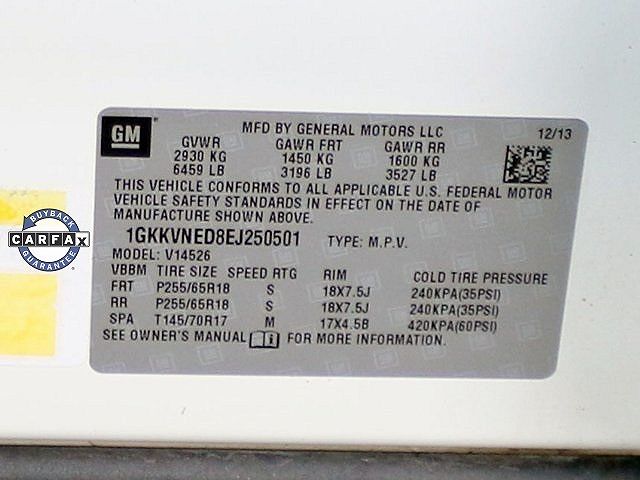 GM
MFD BY GENERAL MOTORS LLC 12/13
GVWR GAWR FRT GAWR RR
2930 KG 1450 KG 1600 KG
6459 LB 3196 LB 3527 LB
THIS VEHICLE CONFORMS TO ALL APPLICABLE U.S. FEDERAL MOTOR
VEHICLE SAFETY STANDARDS IN EFFECT ON THE DATE OF
MANUFACTURE SHOWN ABOVE.
1GKKVNED8EJ250501 TYPE: M.P.V.
MODEL: V14526
VBBM TIRE SIZE SPEED RTG RIM COLD TIRE PRESSURE
FRT P255/65R18 S 18X7.5J 240KPA(35PSI)
RR P255/65R18 S 18X7.5J 240KPA(35PSI)
SPA T145/70R17 M 17X4.5B 420KPA(60PSI)
SEE OWNER'S MANUAL FOR MORE INFORMATION.
BUYBACK
CARFAX
GUARANTEE